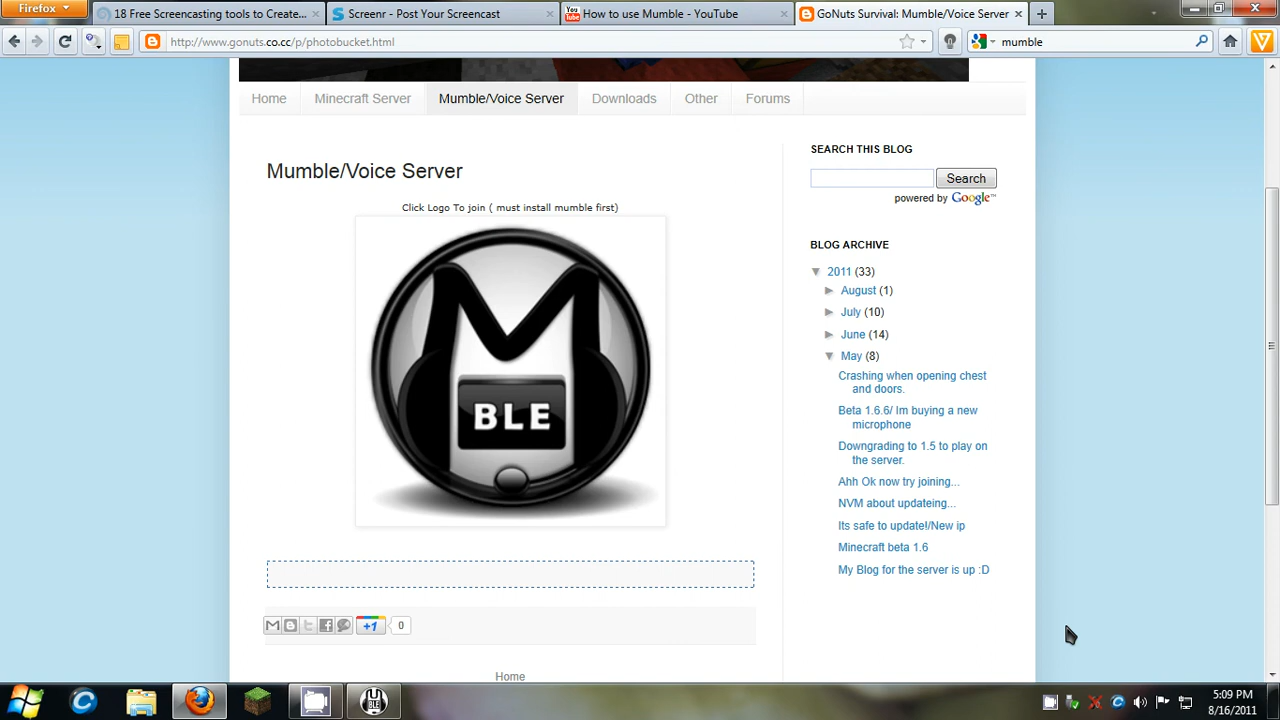 Firefox
18 Free Screencasting tools to Create...
Screenr - Post Your Screencast
You Tube
How to use Mumble - YouTube
GoNuts Survival: Mumble/Voice Server
http://www.gonuts.co.cc/p/photobucket.html
mumble
Home
Minecraft Server
Mumble/Voice Server
Downloads
Other
Forums
Mumble/Voice Server
Click Logo To join ( must install mumble first)
BLE
+1
0
Home
SEARCH THIS BLOG
Search
powered by Google™
BLOG ARCHIVE
▼ 2011 (33)
► August (1)
► July (10)
► June (14)
▼ May (8)
Crashing when opening chest
and doors.
Beta 1.6.6/ Im buying a new
microphone
Downgrading to 1.5 to play on
the server.
Ahh Ok now try joining...
NVM about updateing...
Its safe to update!/New ip
Minecraft beta 1.6
My Blog for the server is up :D
BLE
5:09 PM
8/16/2011